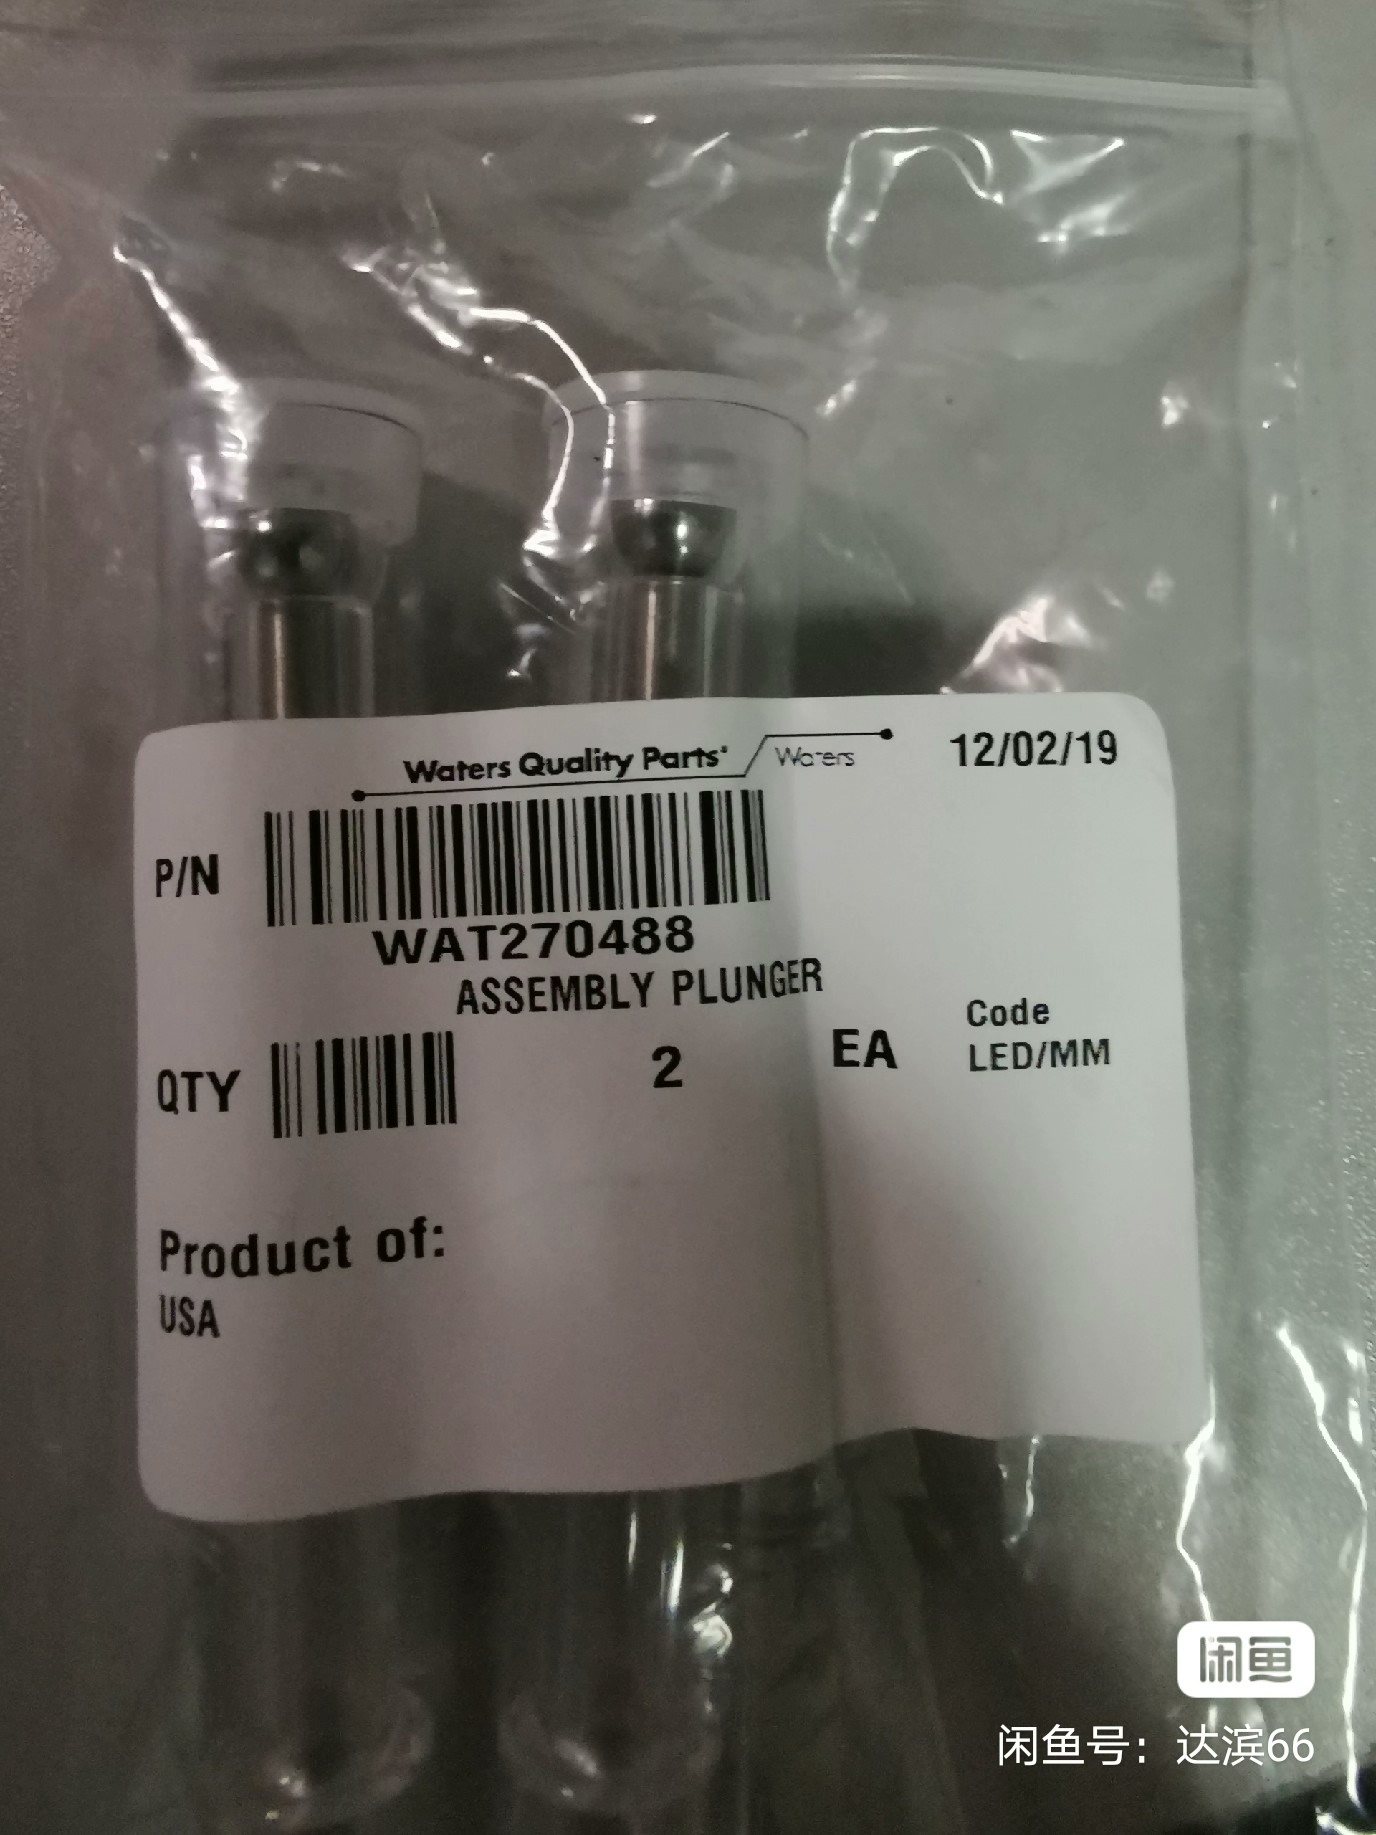 Waters Quality Parts
Waters
12/02/19
P/N
WAT270488
ASSEMBLY PLUNGER
QTY
2
EA
Code
LED/MM
Product of:
USA
闲鱼
闲鱼号：达滨66